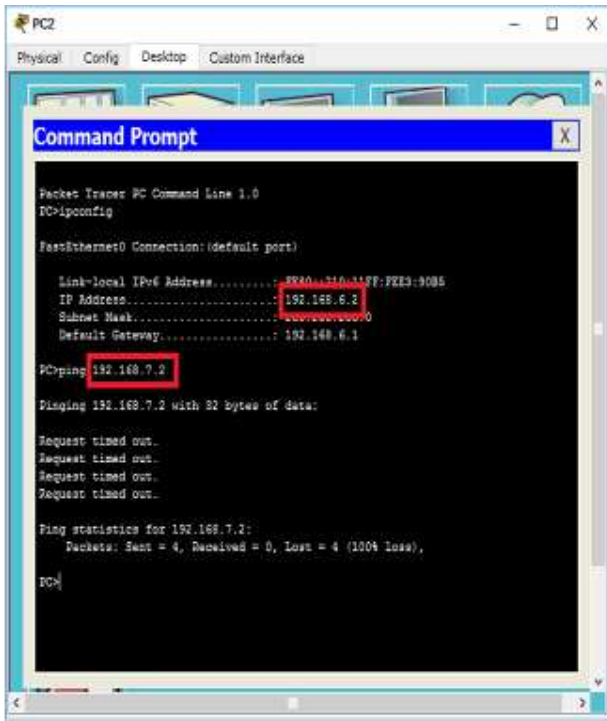 PC2
Physical Config Desktop Custom Interface
Command Prompt
X
Packet Tracer PC Command Line 1.0
PC>ipconfig
FastEthernet0 Connection:(default port)
Link-local IPv6 Address.........:
IP Address......................: 192.168.6.2
Subnet Mask.....................:
Default Gateway.................: 192.168.6.1
PC>ping 192.168.7.2
Pinging 192.168.7.2 with 32 bytes of data:
Request timed out.
Request timed out.
Request timed out.
Request timed out.
Ping statistics for 192.168.7.2:
Packets: Sent = 4, Received = 0, Lost = 4 (100% loss),
PC>